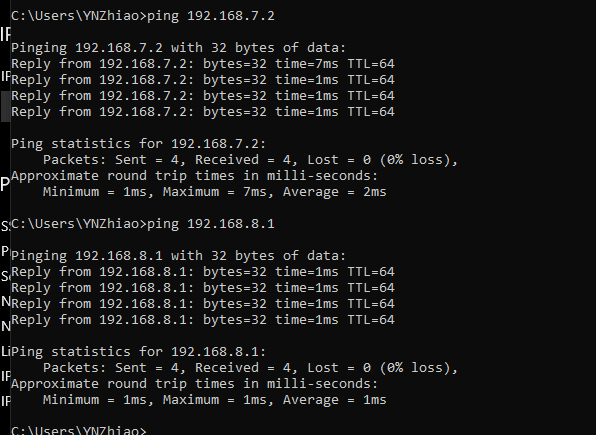 C:\Users\YNZhiao>ping 192.168.7.2
Pinging 192.168.7.2 with 32 bytes of data:
Reply from 192.168.7.2: bytes=32 time=7ms TTL=64
Reply from 192.168.7.2: bytes=32 time=1ms TTL=64
Reply from 192.168.7.2: bytes=32 time=1ms TTL=64
Reply from 192.168.7.2: bytes=32 time=1ms TTL=64
Ping statistics for 192.168.7.2:
    Packets: Sent = 4, Received = 4, Lost = 0 (0% loss),
Approximate round trip times in milli-seconds:
    Minimum = 1ms, Maximum = 7ms, Average = 2ms
C:\Users\YNZhiao>ping 192.168.8.1
Pinging 192.168.8.1 with 32 bytes of data:
Reply from 192.168.8.1: bytes=32 time=1ms TTL=64
Reply from 192.168.8.1: bytes=32 time=1ms TTL=64
Reply from 192.168.8.1: bytes=32 time=1ms TTL=64
Reply from 192.168.8.1: bytes=32 time=1ms TTL=64
Ping statistics for 192.168.8.1:
    Packets: Sent = 4, Received = 4, Lost = 0 (0% loss),
Approximate round trip times in milli-seconds:
    Minimum = 1ms, Maximum = 1ms, Average = 1ms
C:\Users\YNZhiao>